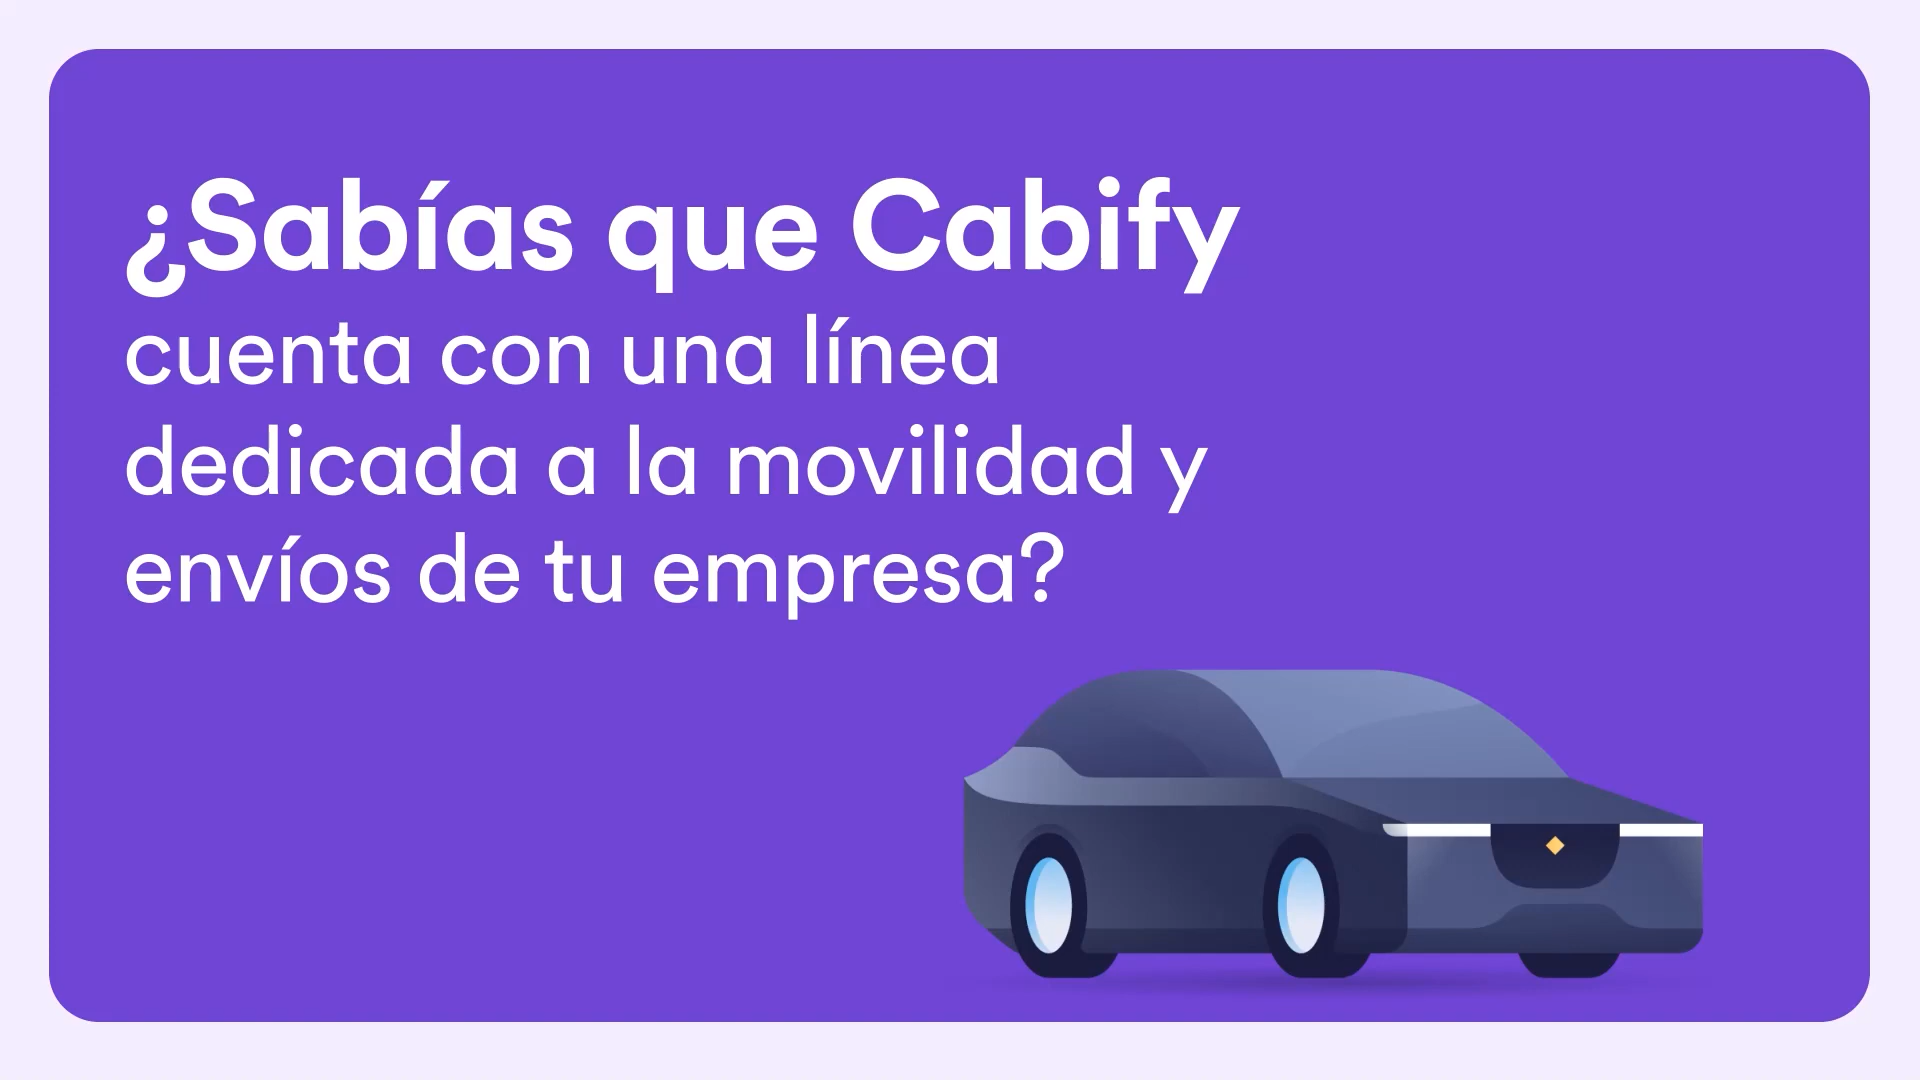 ¿Sabías que Cabify
cuenta con una línea
dedicada a la movilidad y
envíos de tu empresa?